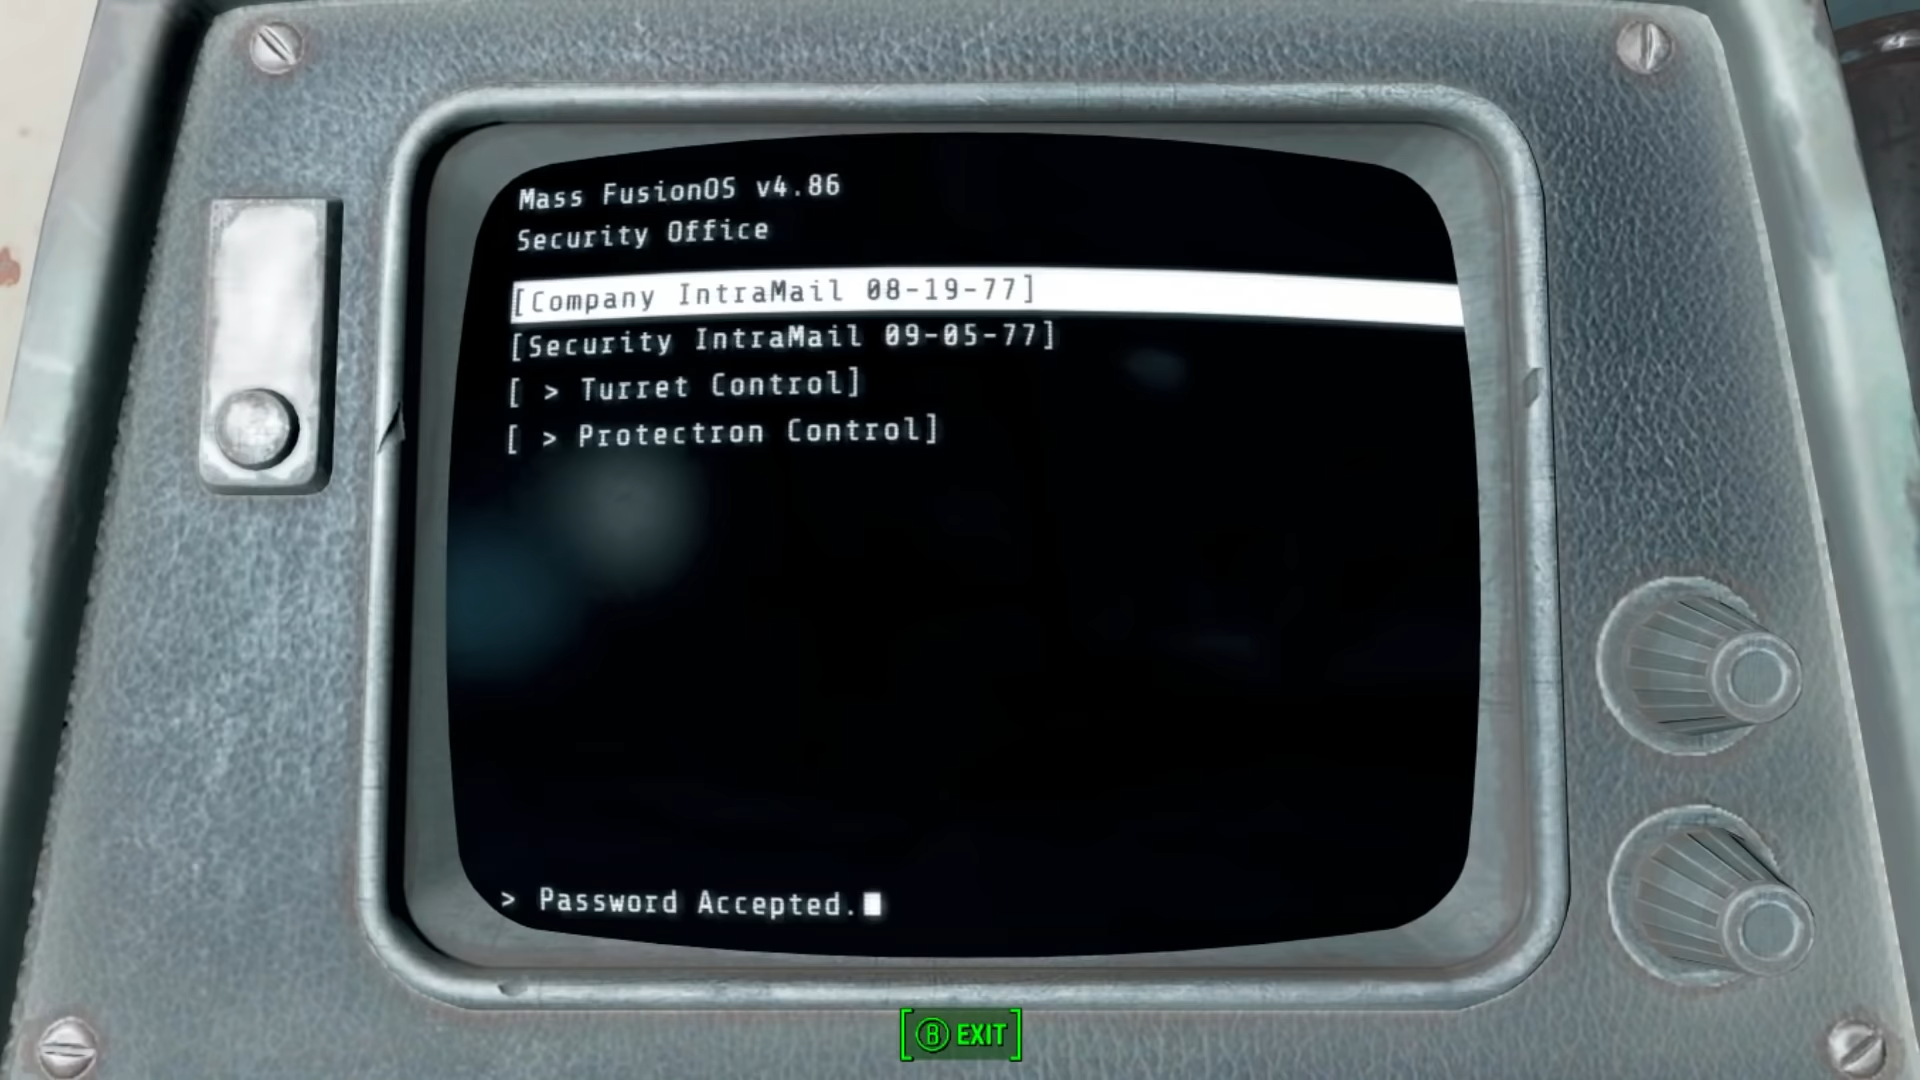 Mass FusionOS v4.86
Security Office
[Company IntraMail 08-19-77]
[Security IntraMail 09-05-77]
[ > Turret Control]
[ > Protectron Control]
> Password Accepted.
[Ⓑ EXIT]